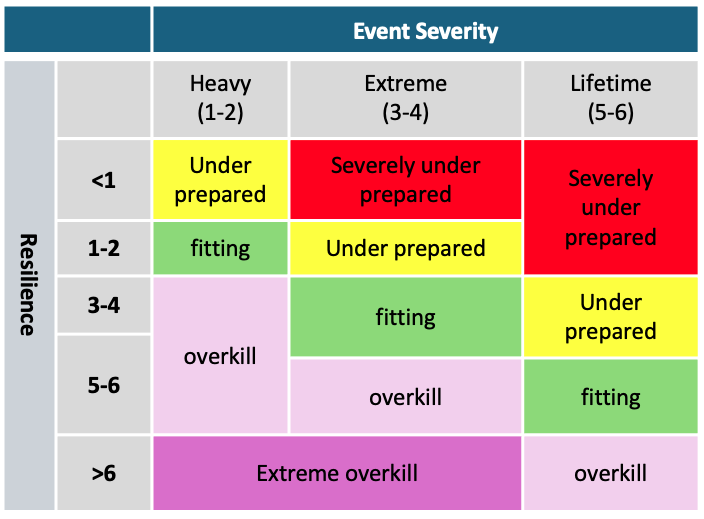 Event Severity
Heavy
(1-2)
Extreme
(3-4)
Lifetime
(5-6)
Resilience
<1
Under
prepared
Severely under
prepared
Severely
under
prepared
1-2
fitting
Under prepared
3-4
overkill
fitting
Under
prepared
5-6
overkill
fitting
>6
Extreme overkill
overkill